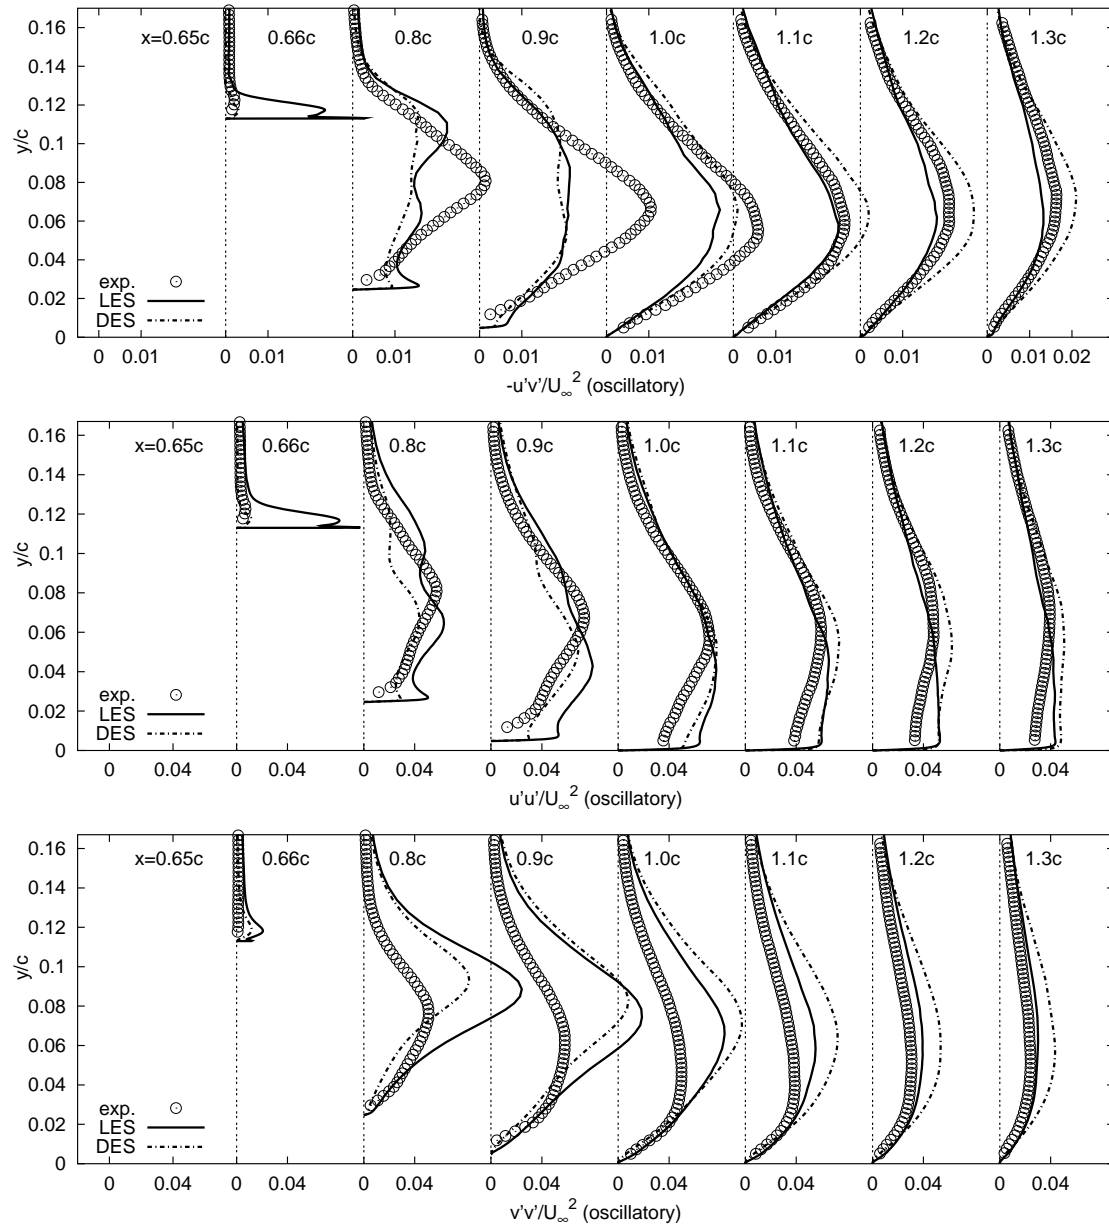 0.16
0.14
0.12
0.1
0.08
0.06
0.04
0.02
0
y/c
x=0.65c 0.66c 0.8c 0.9c 1.0c 1.1c 1.2c 1.3c
exp.
LES
DES
0 0.01 0 0.01 0 0.01 0 0.01 0 0.01 0 0.01 0 0.01 0 0.01 0.02
-u'v'/U∞² (oscillatory)
0.16
0.14
0.12
0.1
0.08
0.06
0.04
0.02
0
y/c
x=0.65c 0.66c 0.8c 0.9c 1.0c 1.1c 1.2c 1.3c
exp.
LES
DES
0 0.04 0 0.04 0 0.04 0 0.04 0 0.04 0 0.04 0 0.04 0 0.04
u'u'/U∞² (oscillatory)
0.16
0.14
0.12
0.1
0.08
0.06
0.04
0.02
0
y/c
x=0.65c 0.66c 0.8c 0.9c 1.0c 1.1c 1.2c 1.3c
exp.
LES
DES
0 0.04 0 0.04 0 0.04 0 0.04 0 0.04 0 0.04 0 0.04 0 0.04
v'v'/U∞² (oscillatory)